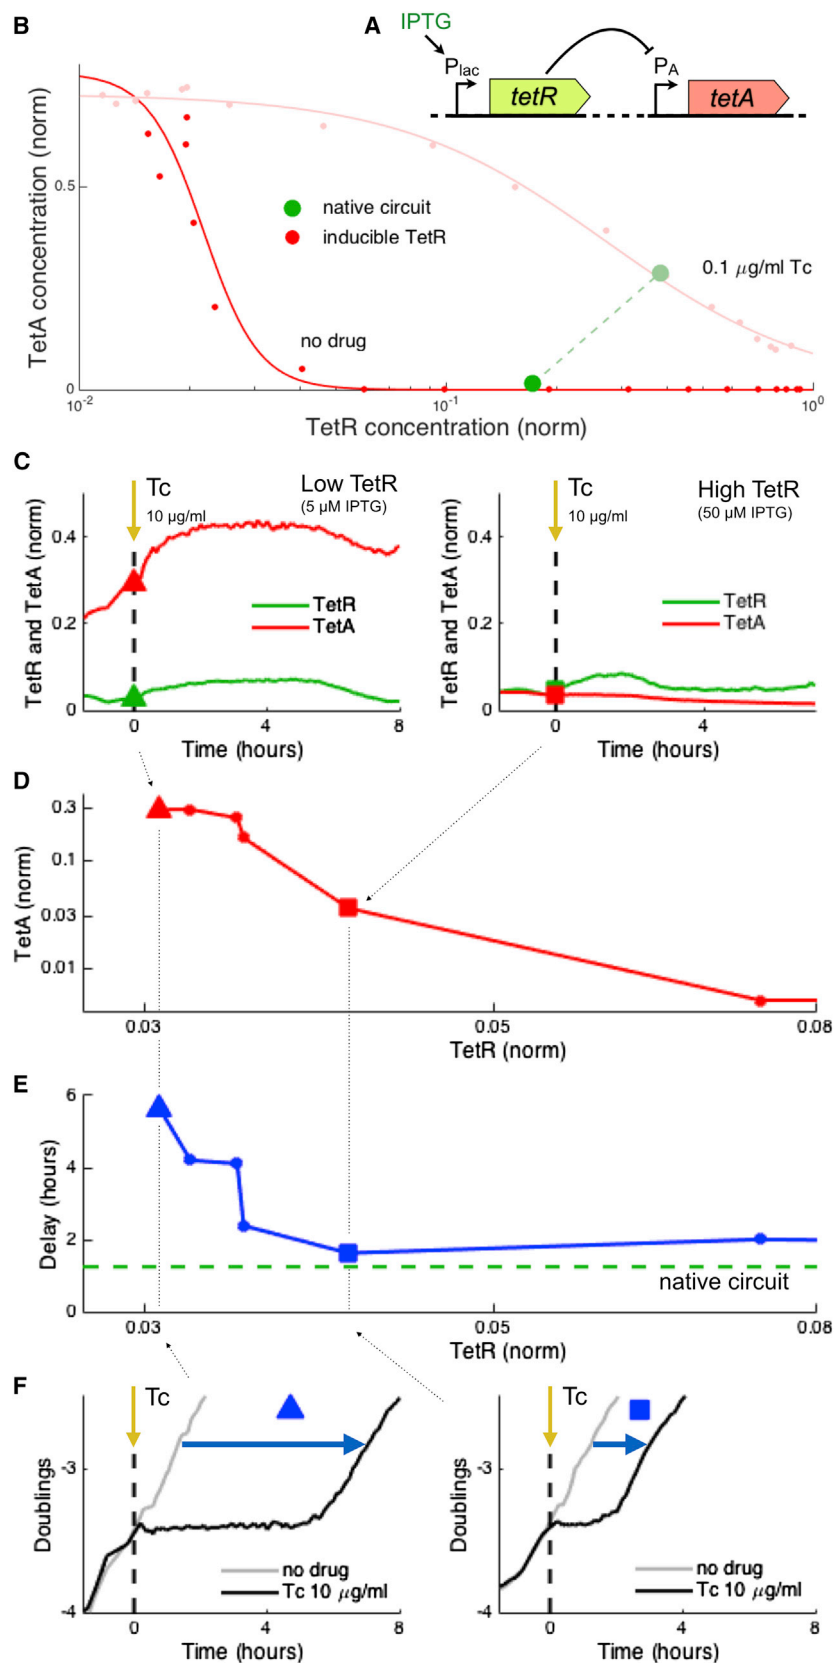 B
A
IPTG
Plac
PA
tetR
tetA
TetA concentration (norm)
0.5
0
native circuit
inducible TetR
0.1 μg/ml Tc
no drug
10-2
10-1
100
TetR concentration (norm)
C
Tc
10 μg/ml
Low TetR
(5 μM IPTG)
TetR and TetA (norm)
0.4
0.2
0
TetR
TetA
0
4
8
Time (hours)
Tc
10 μg/ml
High TetR
(50 μM IPTG)
TetR and TetA (norm)
0.4
0.2
0
TetR
TetA
0
4
Time (hours)
D
TetA (norm)
0.3
0.1
0.03
0.01
0.03
0.05
0.08
TetR (norm)
E
Delay (hours)
6
4
2
0
native circuit
0.03
0.05
0.08
TetR (norm)
F
Tc
Doublings
-3
-4
no drug
Tc 10 μg/ml
0
4
8
Time (hours)
Tc
Doublings
-3
-4
no drug
Tc 10 μg/ml
0
4
8
Time (hours)